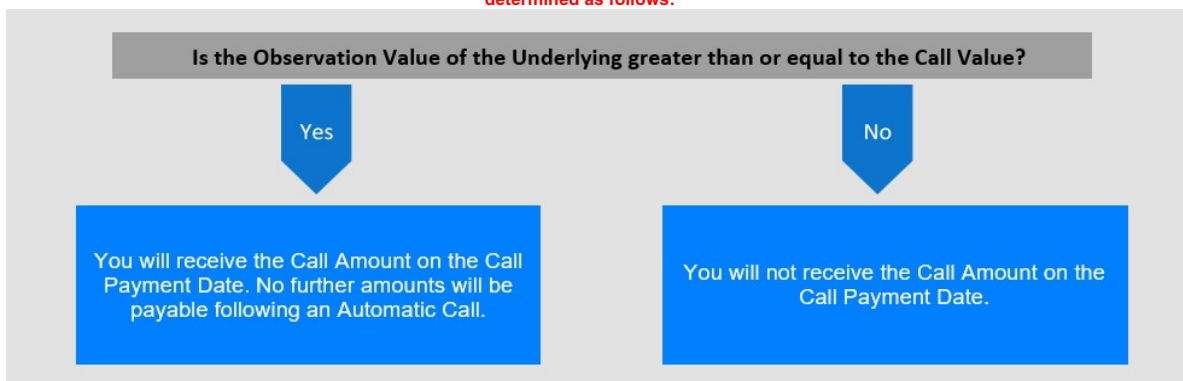 determined as follows:
Is the Observation Value of the Underlying greater than or equal to the Call Value?
Yes
No
You will receive the Call Amount on the Call
Payment Date. No further amounts will be
payable following an Automatic Call.
You will not receive the Call Amount on the
Call Payment Date.